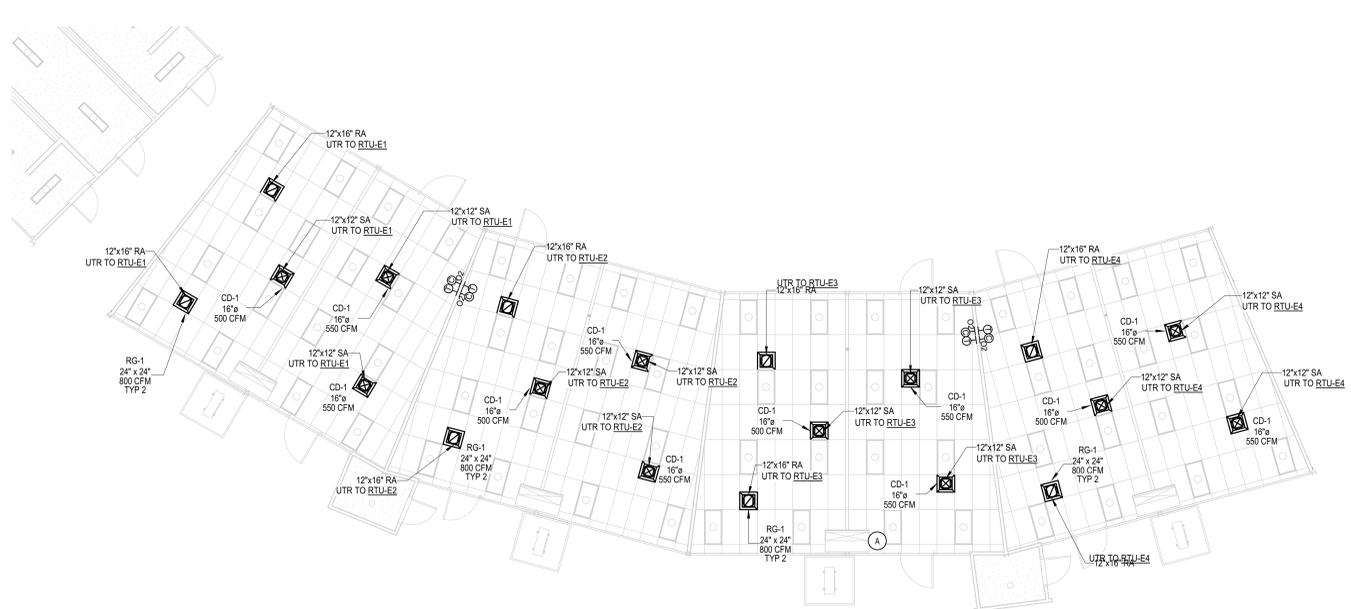 12"x16" RA
UTR TO RTU-E1
12"x12" SA
UTR TO RTU-E1
12"x12" SA
UTR TO RTU-E1
12"x16" RA
UTR TO RTU-E1
CD-1
16"ø
500 CFM
CD-1
16"ø
550 CFM
RG-1
24" x 24"
800 CFM
TYP 2
12"x12" SA
UTR TO RTU-E1
CD-1
16"ø
550 CFM
12"x16" RA
UTR TO RTU-E2
CD-1
16"ø
550 CFM
12"x12" SA
UTR TO RTU-E2
12"x12" SA
UTR TO RTU-E2
CD-1
16"ø
500 CFM
12"x12" SA
UTR TO RTU-E2
CD-1
16"ø
550 CFM
RG-1
24" x 24"
800 CFM
TYP 2
12"x16" RA
UTR TO RTU-E2
UTR TO RTU-E3
12"x16" RA
12"x12" SA
UTR TO RTU-E3
CD-1
16"ø
550 CFM
CD-1
16"ø
500 CFM
12"x12" SA
UTR TO RTU-E3
12"x16" RA
UTR TO RTU-E3
12"x12" SA
UTR TO RTU-E3
CD-1
16"ø
550 CFM
RG-1
24" x 24"
800 CFM
TYP 2
A
12"x16" RA
UTR TO RTU-E4
12"x12" SA
UTR TO RTU-E4
CD-1
16"ø
550 CFM
12"x12" SA
UTR TO RTU-E4
CD-1
16"ø
500 CFM
12"x12" SA
UTR TO RTU-E4
CD-1
16"ø
550 CFM
RG-1
24" x 24"
800 CFM
TYP 2
UTR TO RTU-E4
12"x16" RA